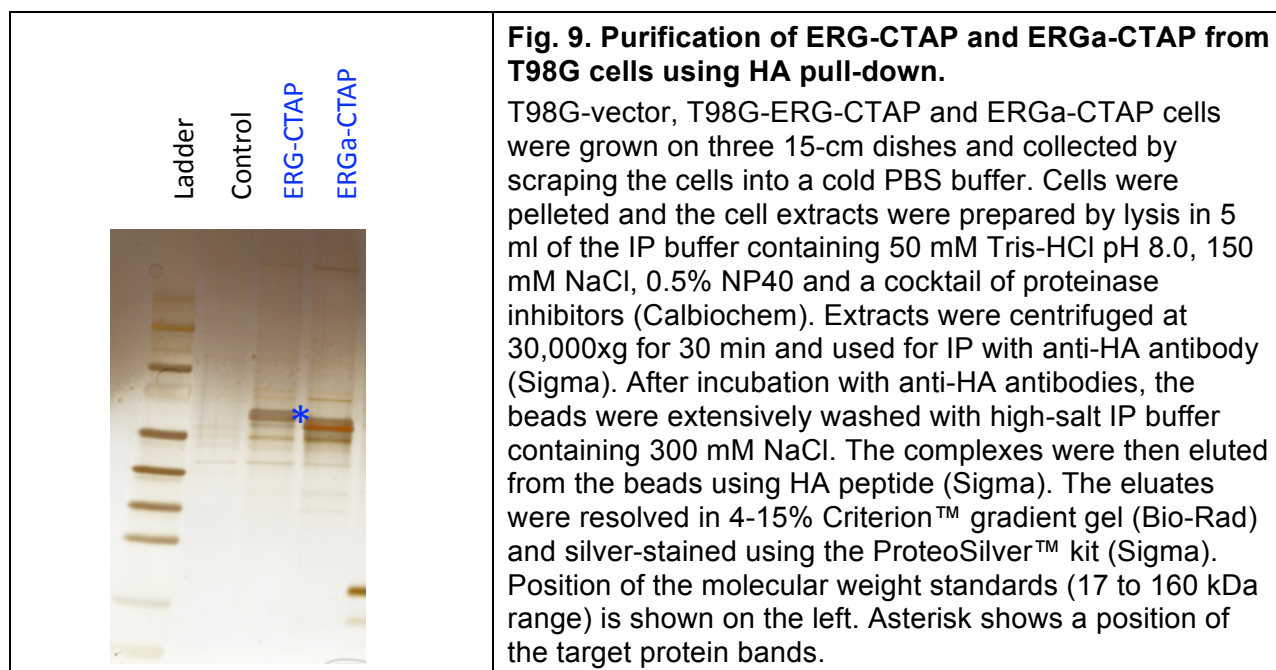 Ladder
Control
ERG-CTAP
ERGa-CTAP
*
Fig. 9. Purification of ERG-CTAP and ERGa-CTAP from
T98G cells using HA pull-down.
T98G-vector, T98G-ERG-CTAP and ERGa-CTAP cells
were grown on three 15-cm dishes and collected by
scraping the cells into a cold PBS buffer. Cells were
pelleted and the cell extracts were prepared by lysis in 5
ml of the IP buffer containing 50 mM Tris-HCl pH 8.0, 150
mM NaCl, 0.5% NP40 and a cocktail of proteinase
inhibitors (Calbiochem). Extracts were centrifuged at
30,000xg for 30 min and used for IP with anti-HA antibody
(Sigma). After incubation with anti-HA antibodies, the
beads were extensively washed with high-salt IP buffer
containing 300 mM NaCl. The complexes were then eluted
from the beads using HA peptide (Sigma). The eluates
were resolved in 4-15% Criterion™ gradient gel (Bio-Rad)
and silver-stained using the ProteoSilver™ kit (Sigma).
Position of the molecular weight standards (17 to 160 kDa
range) is shown on the left. Asterisk shows a position of
the target protein bands.